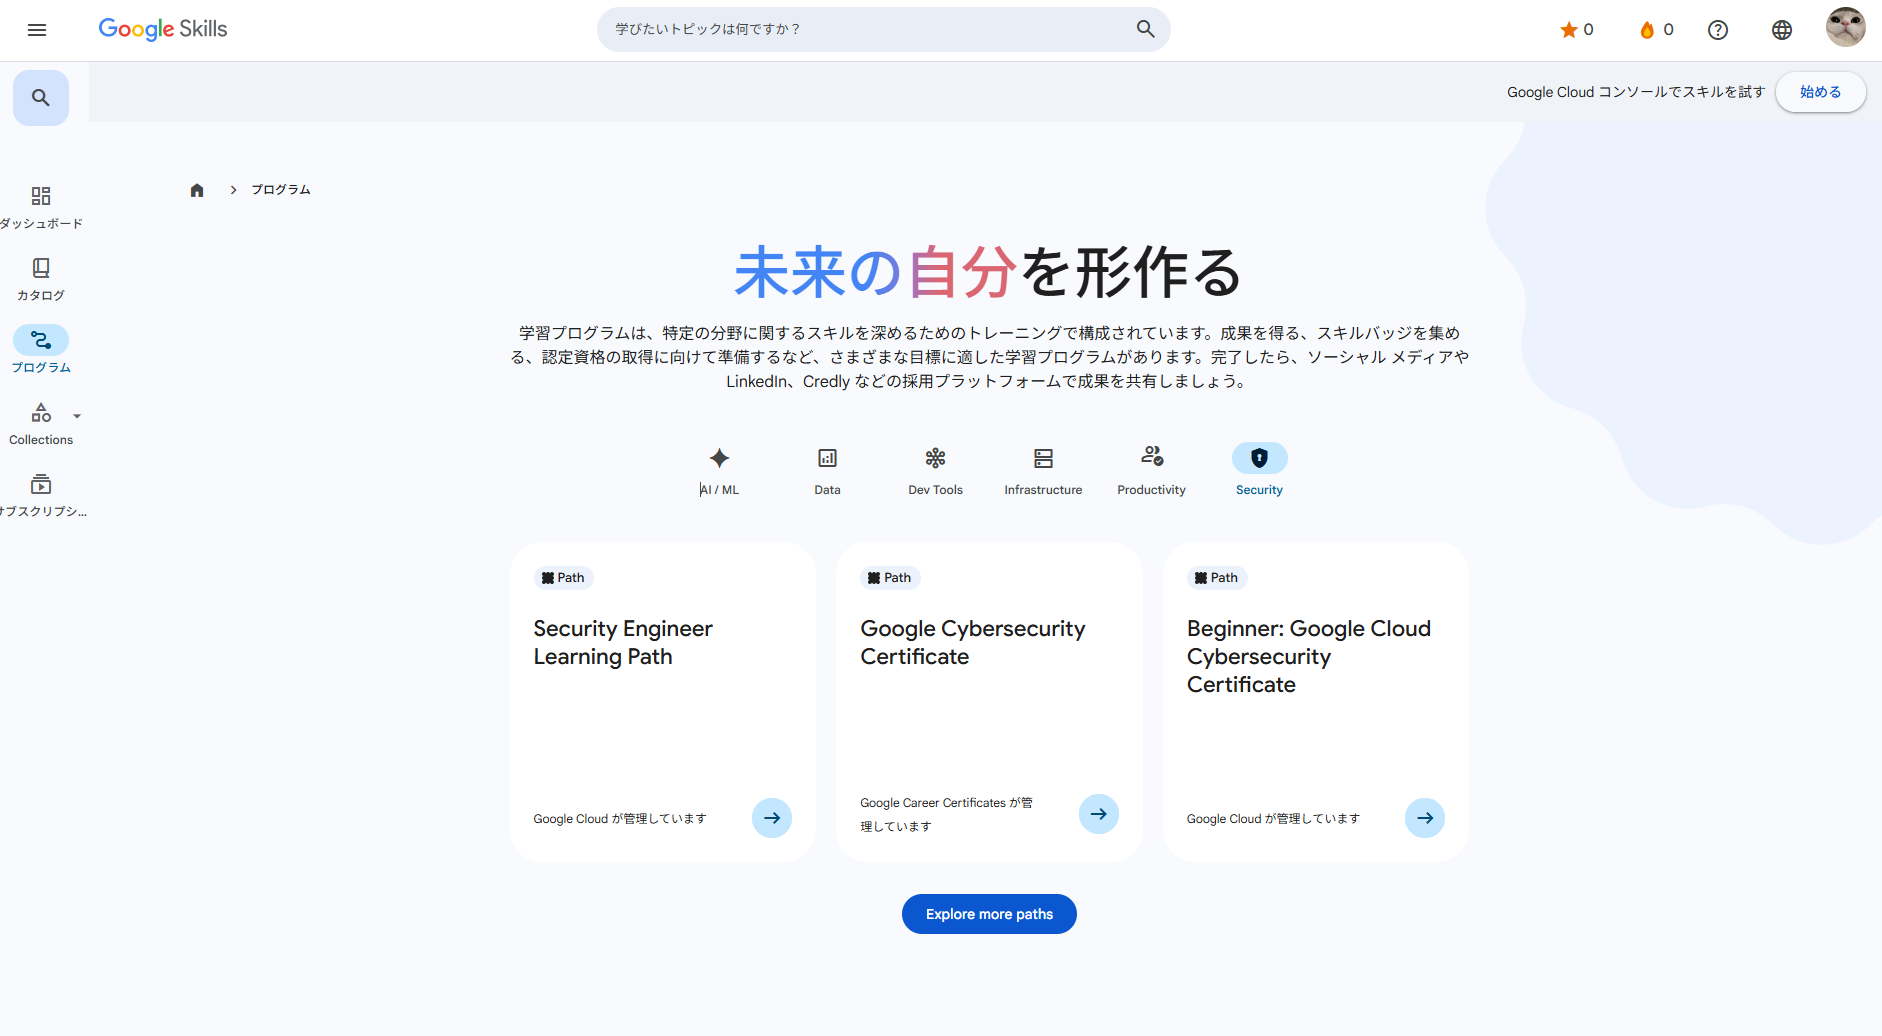 Google Skills
学びたいトピックは何ですか？
0
0
Google Cloud コンソールでスキルを試す
始める
ダッシュボード
カタログ
プログラム
Collections
サブスクリプシ...
プログラム
未来の自分を形作る
学習プログラムは、特定の分野に関するスキルを深めるためのトレーニングで構成されています。成果を得る、スキルバッジを集め
る、認定資格の取得に向けて準備するなど、さまざまな目標に適した学習プログラムがあります。完了したら、ソーシャル メディアや
LinkedIn、Credly などの採用プラットフォームで成果を共有しましょう。
AI / ML
Data
Dev Tools
Infrastructure
Productivity
Security
Path
Security Engineer
Learning Path
Google Cloud が管理しています
Path
Google Cybersecurity
Certificate
Google Career Certificates が管
理しています
Path
Beginner: Google Cloud
Cybersecurity
Certificate
Google Cloud が管理しています
Explore more paths